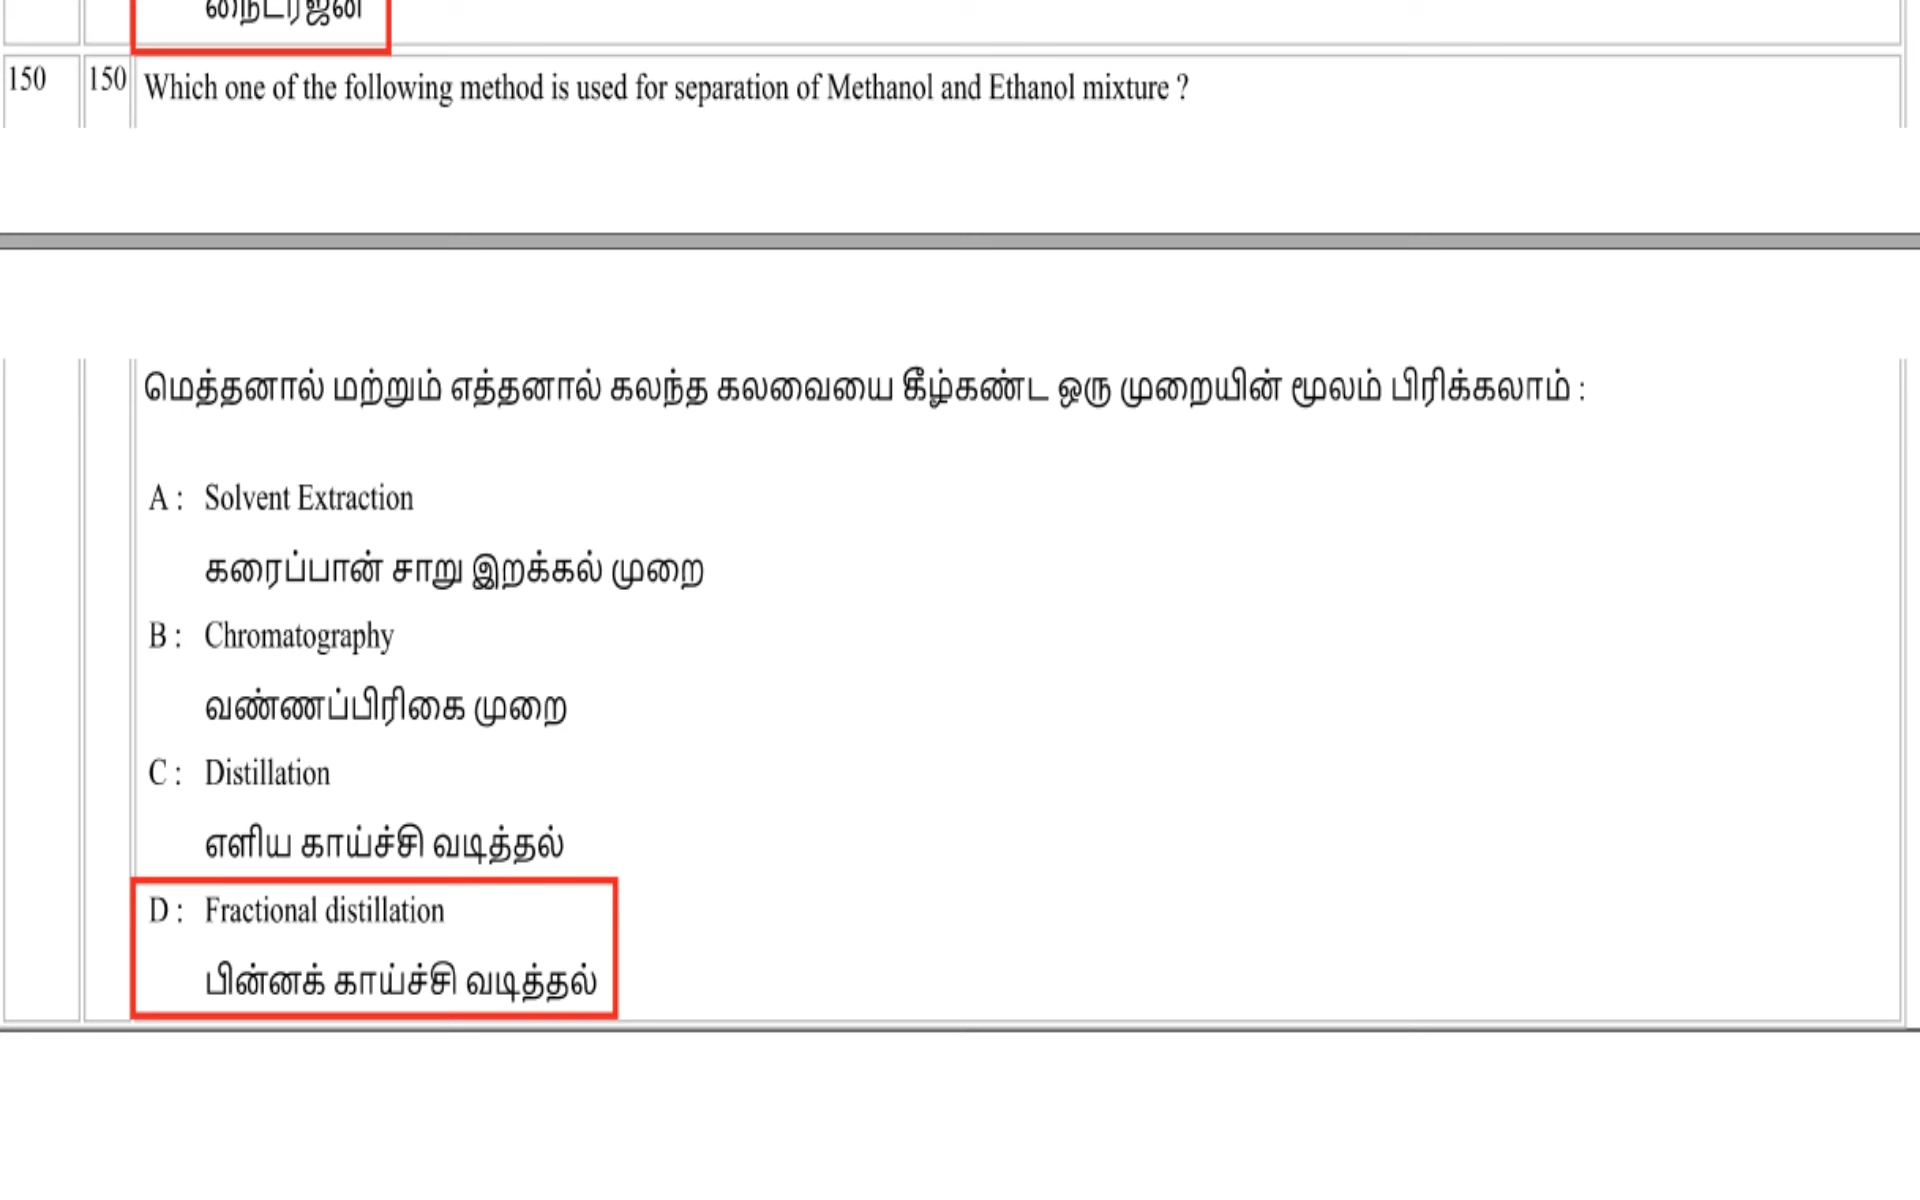 150 150 Which one of the following method is used for separation of Methanol and Ethanol mixture ?
மெத்தனால் மற்றும் எத்தனால் கலந்த கலவையை கீழ்கண்ட ஒரு முறையின் மூலம் பிரிக்கலாம் :
A : Solvent Extraction
கரைப்பான் சாறு இறக்கல் முறை
B : Chromatography
வண்ணப்பிரிகை முறை
C : Distillation
எளிய காய்ச்சி வடித்தல்
D : Fractional distillation
பின்னக் காய்ச்சி வடித்தல்